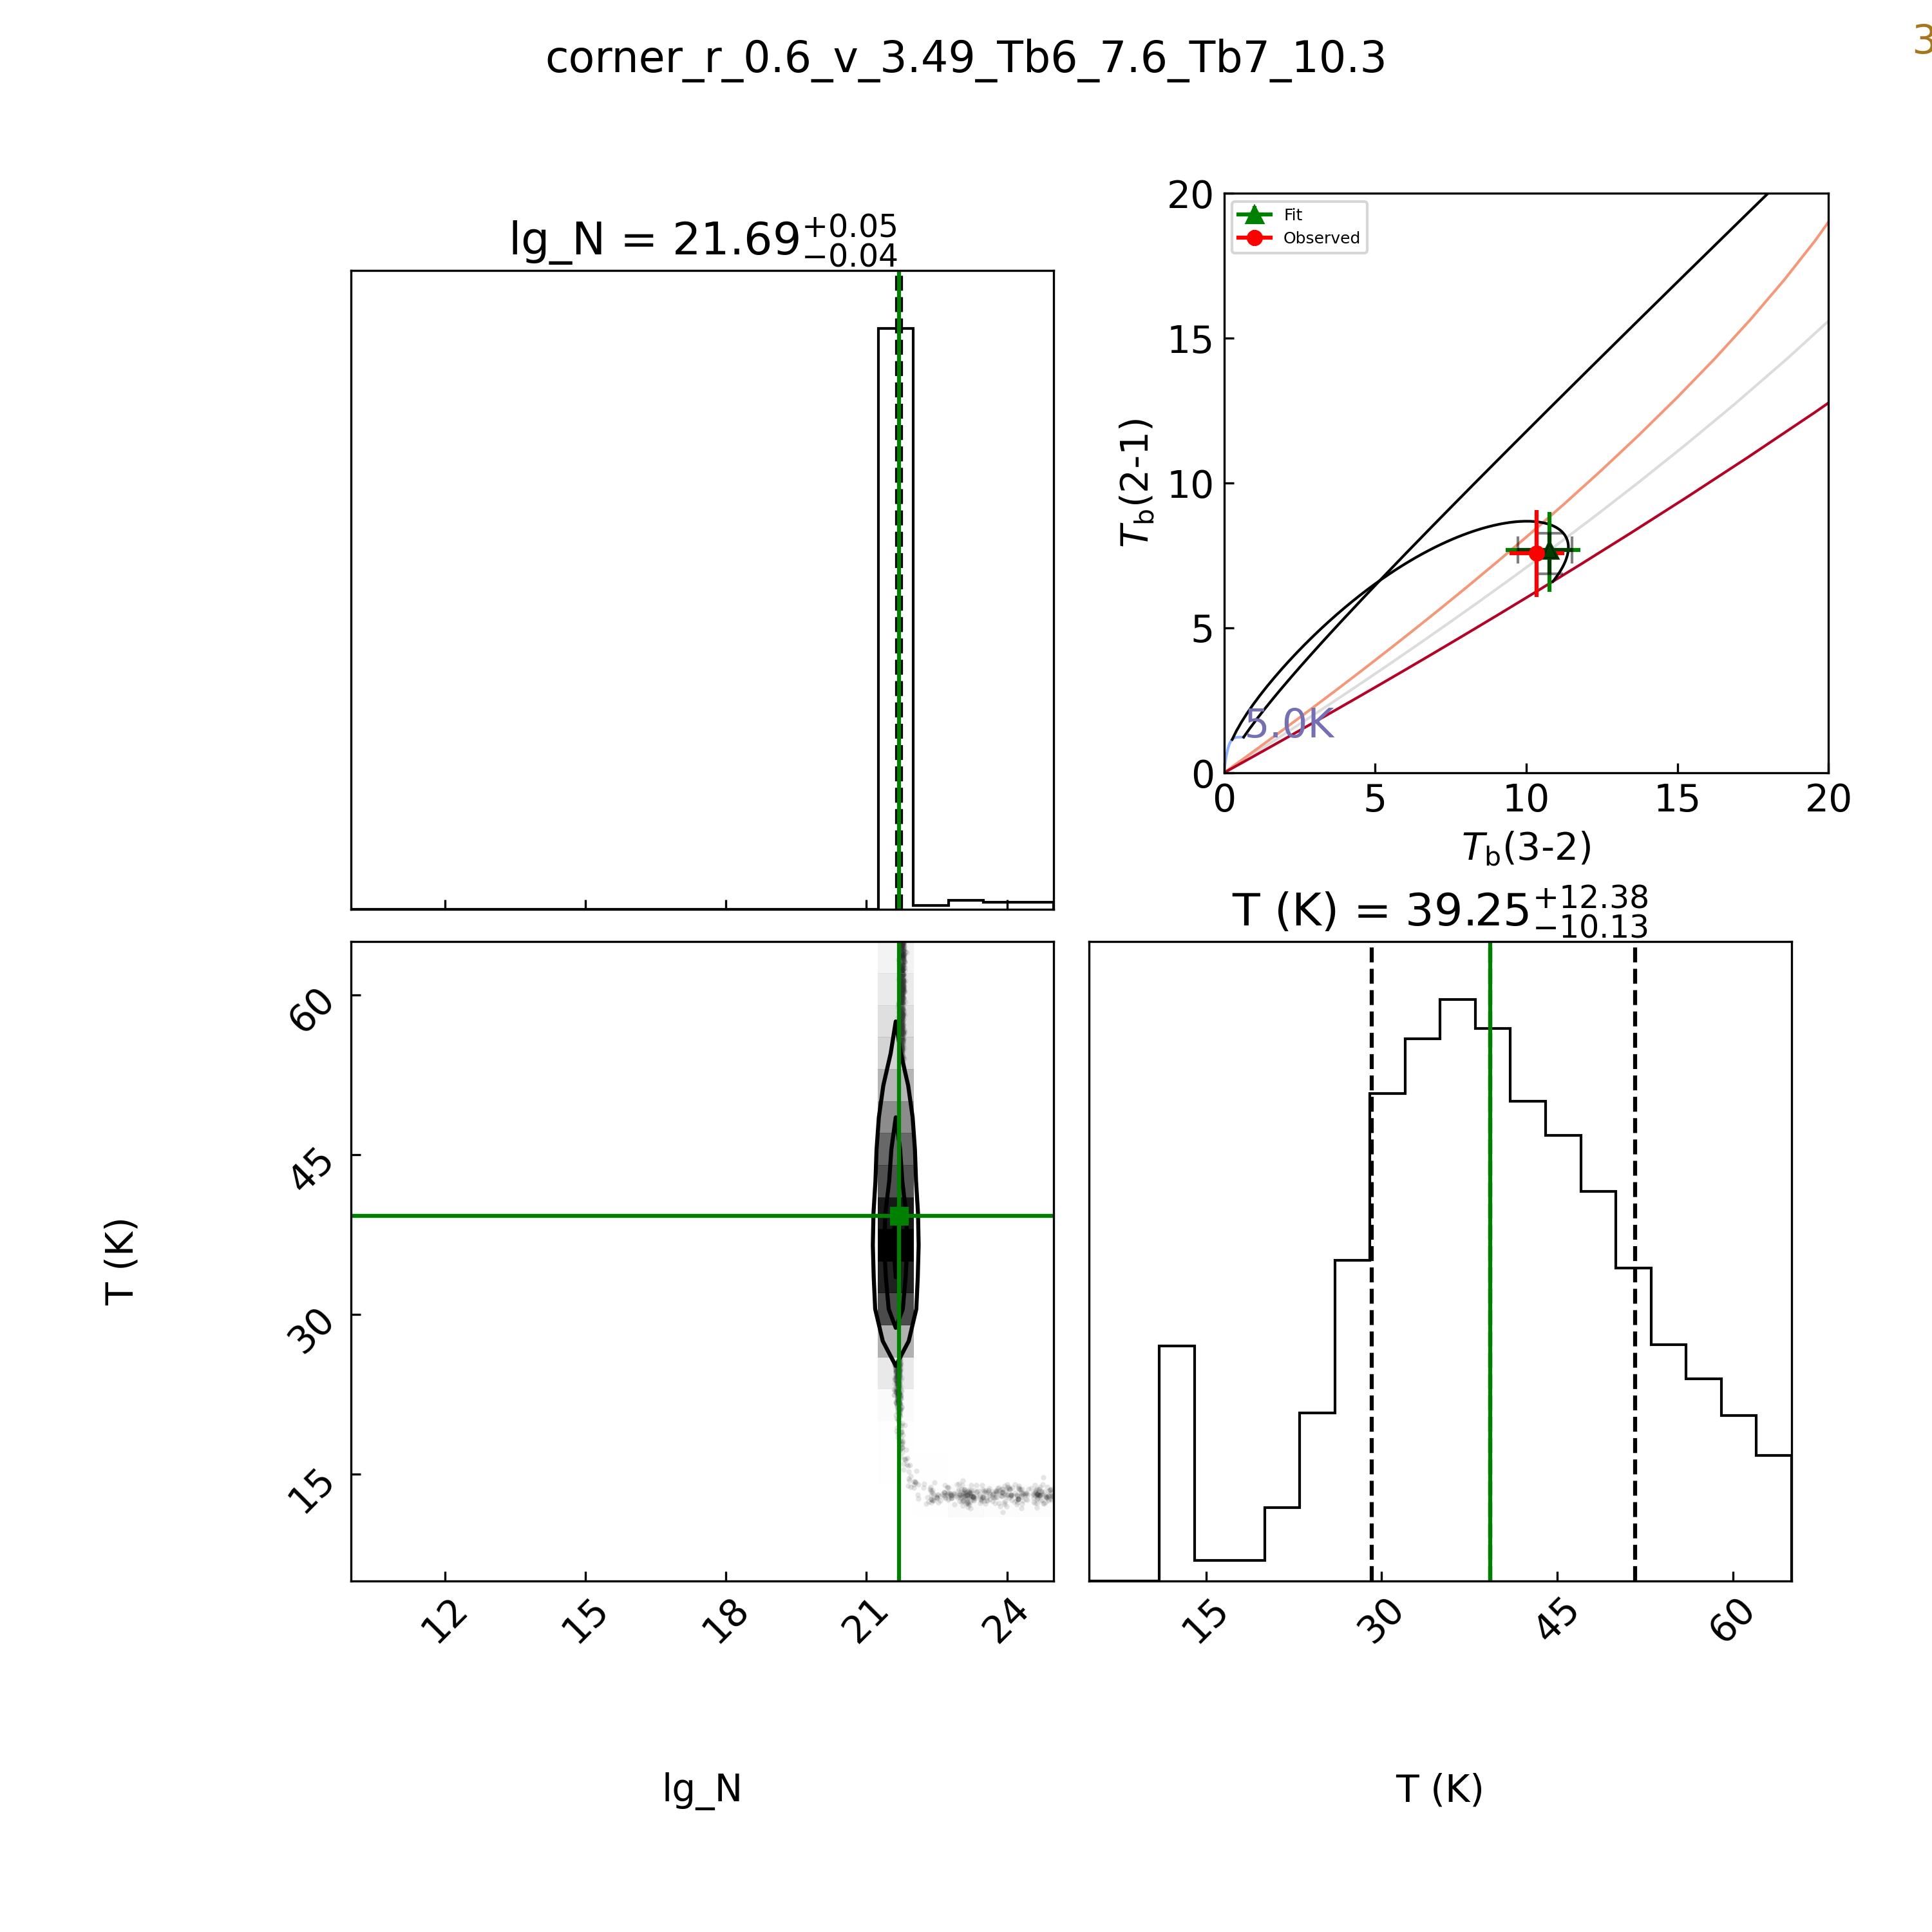 3
corner_r_0.6_v_3.49_Tb6_7.6_Tb7_10.3
lg_N = 21.69+0.05−0.04
Fit
Observed
20
15
10
5
0
T_b(2-1)
5.0K
0 5 10 15 20
T_b(3-2)
T (K) = 39.25+12.38−10.13
60
45
30
15
T (K)
12 15 18 21 24
15 30 45 60
lg_N
T (K)